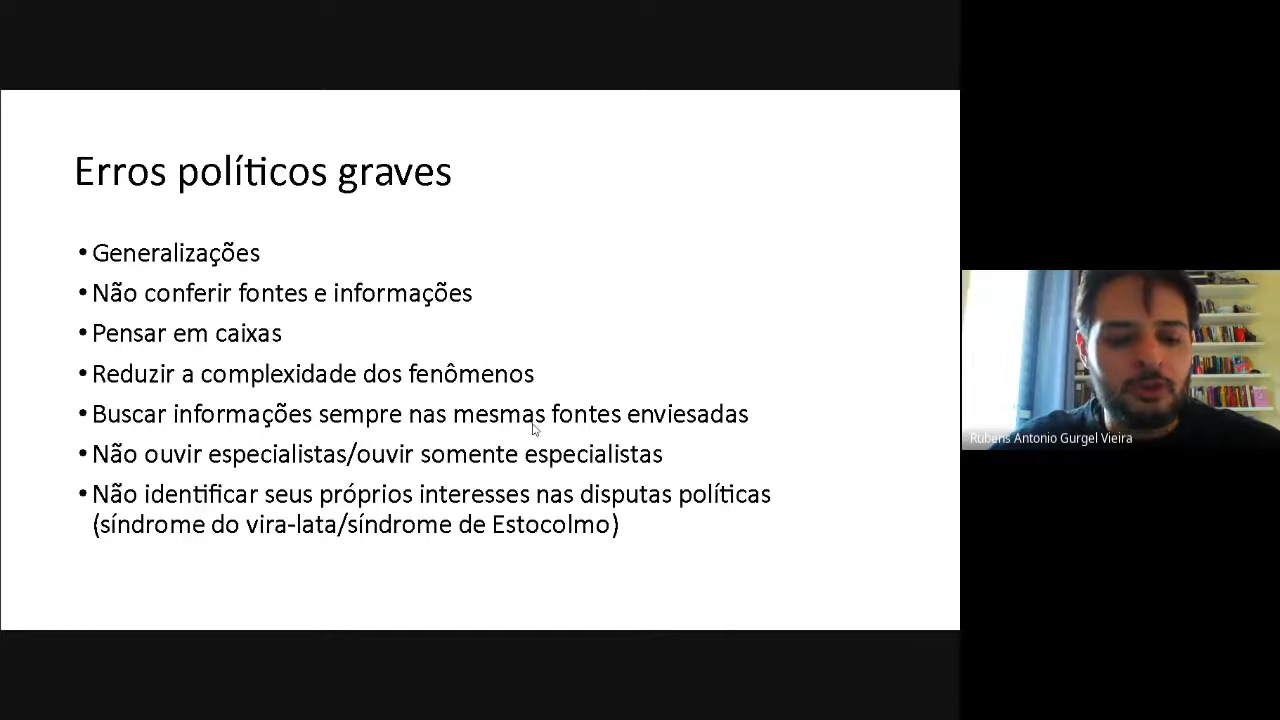 Erros políticos graves
• Generalizações
• Não conferir fontes e informações
• Pensar em caixas
• Reduzir a complexidade dos fenômenos
• Buscar informações sempre nas mesmas fontes enviesadas
• Não ouvir especialistas/ouvir somente especialistas
• Não identificar seus próprios interesses nas disputas políticas
(síndrome do vira-lata/síndrome de Estocolmo)
Rubens Antonio Gurgel Vieira